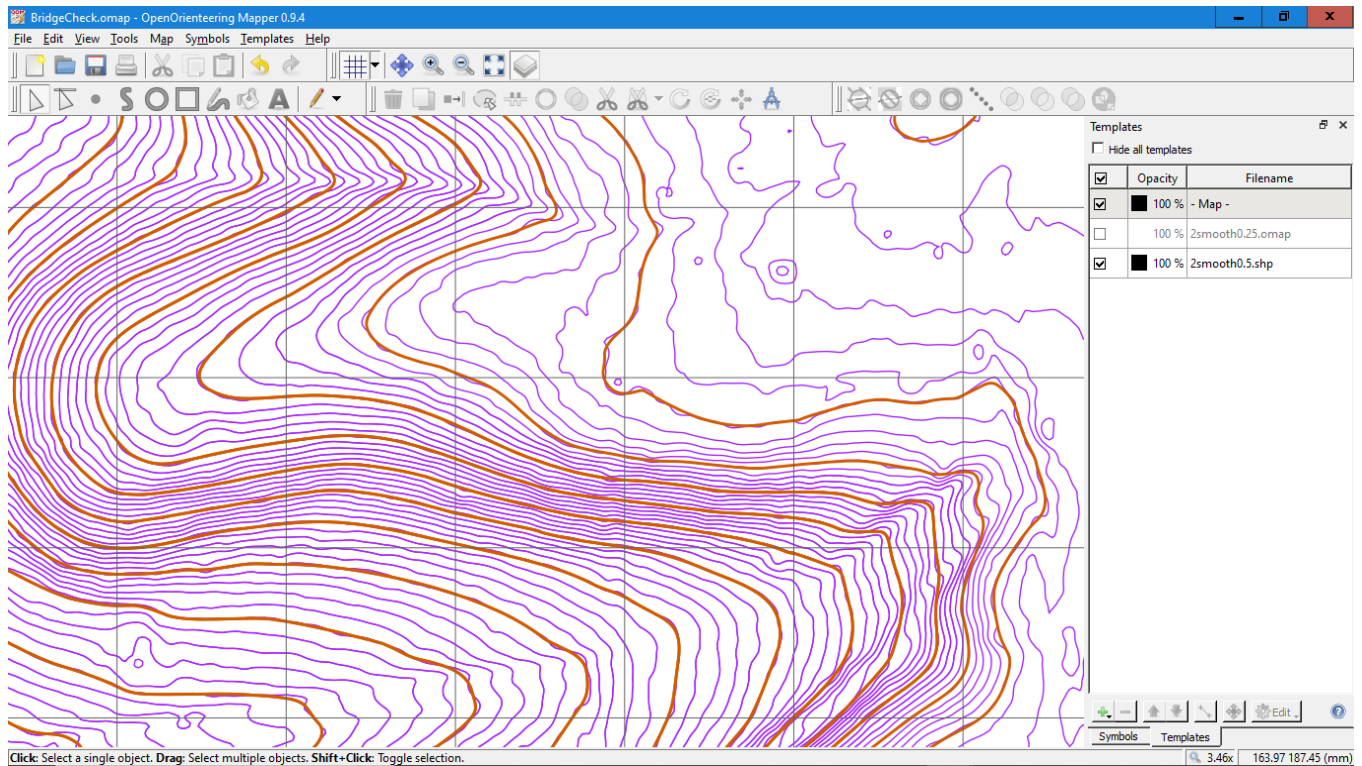 BridgeCheck.omap - OpenOrienteering Mapper 0.9.4
File Edit View Tools Map Symbols Templates Help
Templates
Hide all templates
Opacity Filename
100 % - Map -
100 % 2smooth0.25.omap
100 % 2smooth0.5.shp
Edit
Symbols Templates
Click: Select a single object. Drag: Select multiple objects. Shift+Click: Toggle selection. 3.46x 163.97 187.45 (mm)